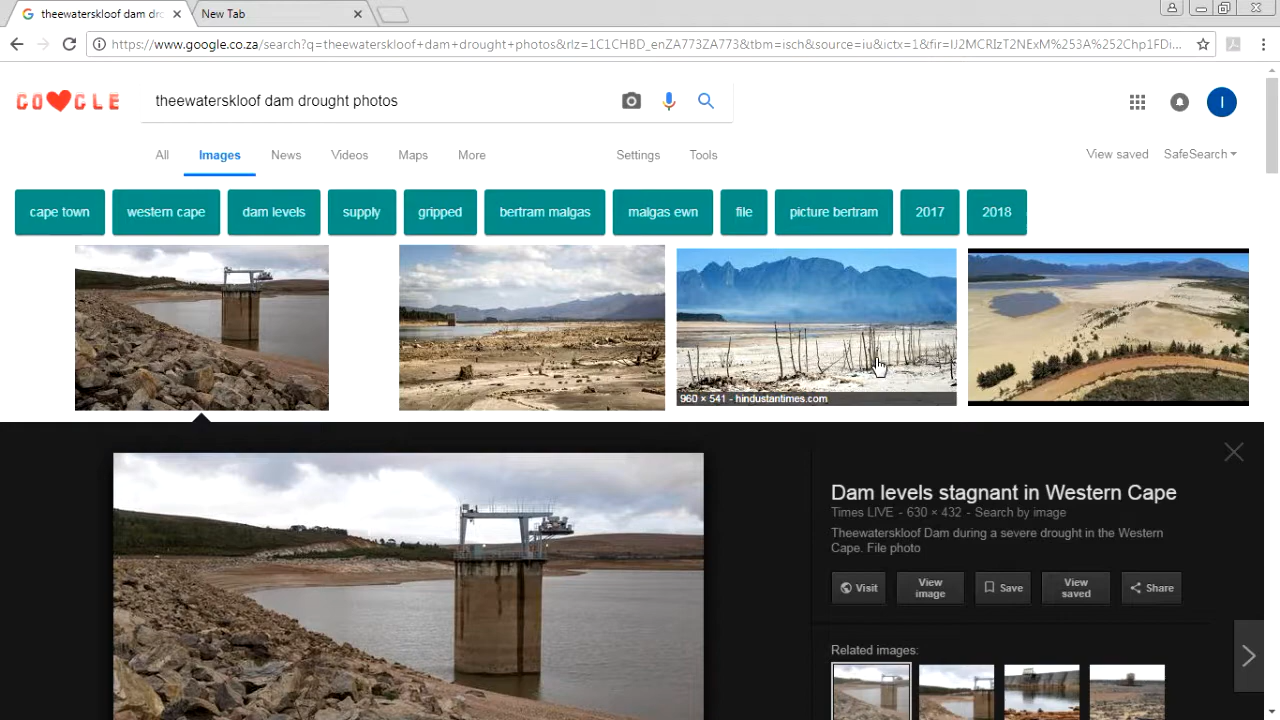 theewaterskloof dam dro
New Tab
https://www.google.co.za/search?q=theewaterskloof+dam+drought+photos&rlz=1C1CHBD_enZA773ZA773&tbm=isch&source=iu&ictx=1&fir=IJ2MCRIzT2NExM%253A%252Chp1FDi...
GO CLE
theewaterskloof dam drought photos
I
All Images News Videos Maps More Settings Tools
View saved SafeSearch
cape town western cape dam levels supply gripped bertram malgas malgas ewn file picture bertram 2017 2018
960 × 541 - hindustantimes.com
Dam levels stagnant in Western Cape
Times LIVE - 630 × 432 - Search by image
Theewaterskloof Dam during a severe drought in the Western
Cape. File photo
Visit
View
image
Save
View
saved
Share
Related images: